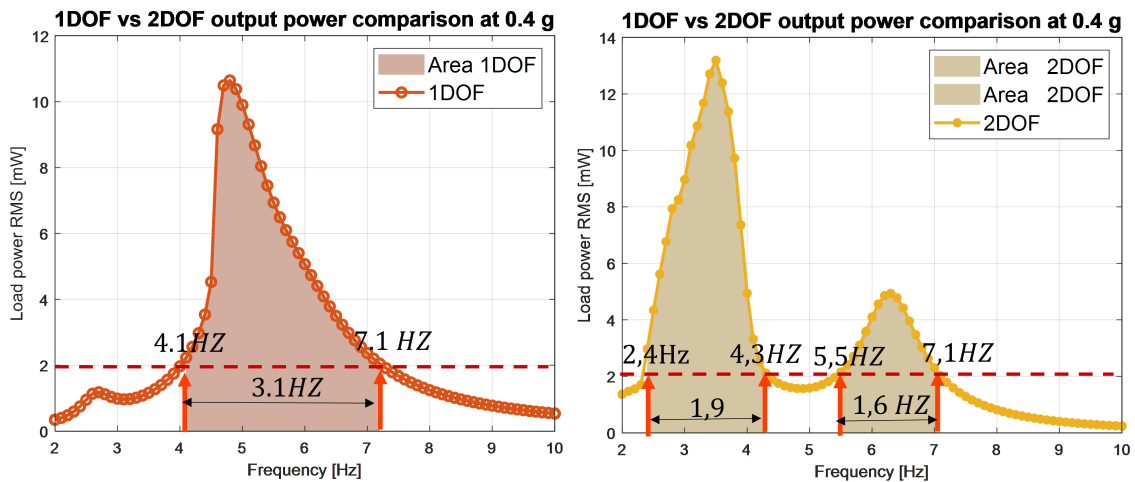 1DOF vs 2DOF output power comparison at 0.4 g
Load power RMS [mW]
12
10
8
6
4
2
0
Area 1DOF
1DOF
4.1HZ
7.1 HZ
3.1HZ
2 3 4 5 6 7 8 9 10
Frequency [Hz]
1DOF vs 2DOF output power comparison at 0.4 g
Load power RMS [mW]
14
12
10
8
6
4
2
0
Area 2DOF
Area 2DOF
2DOF
2,4Hz
4,3HZ
5,5HZ
7,1HZ
1,9
1,6 HZ
2 3 4 5 6 7 8 9 10
Frequency [Hz]